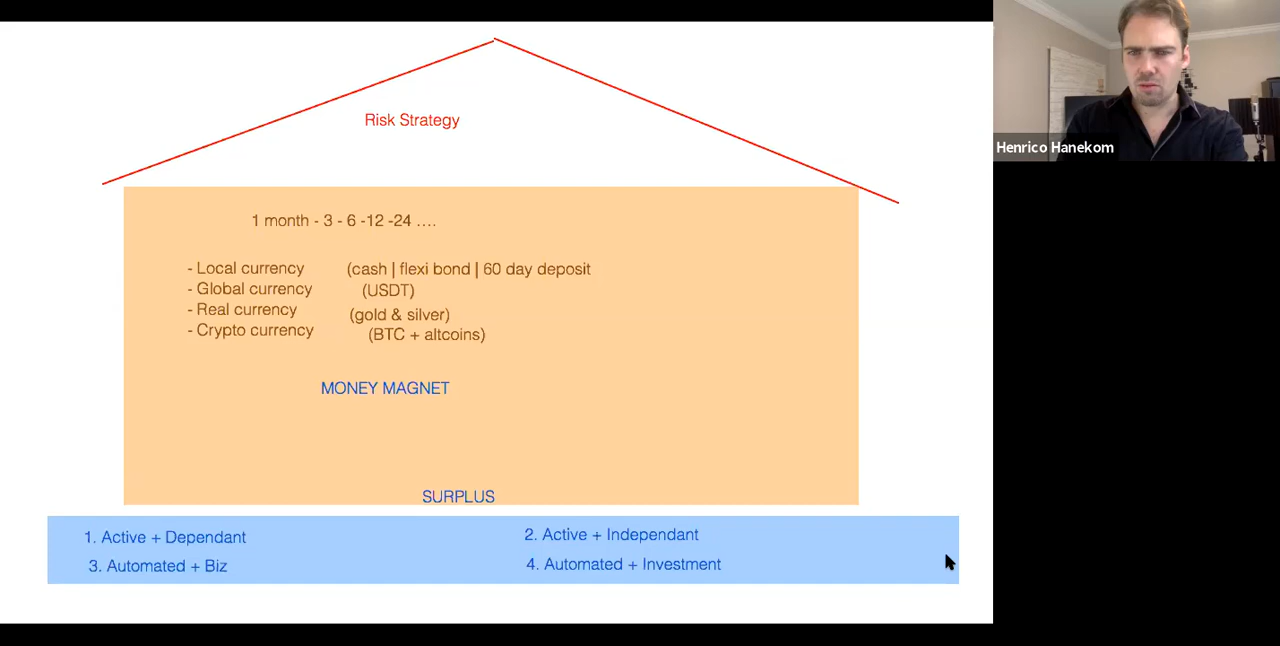 Risk Strategy
Henrico Hanekom
1 month - 3 - 6 -12 -24 ….
- Local currency (cash | flexi bond | 60 day deposit
- Global currency (USDT)
- Real currency (gold & silver)
- Crypto currency (BTC + altcoins)
MONEY MAGNET
SURPLUS
1. Active + Dependant 2. Active + Independant
3. Automated + Biz 4. Automated + Investment